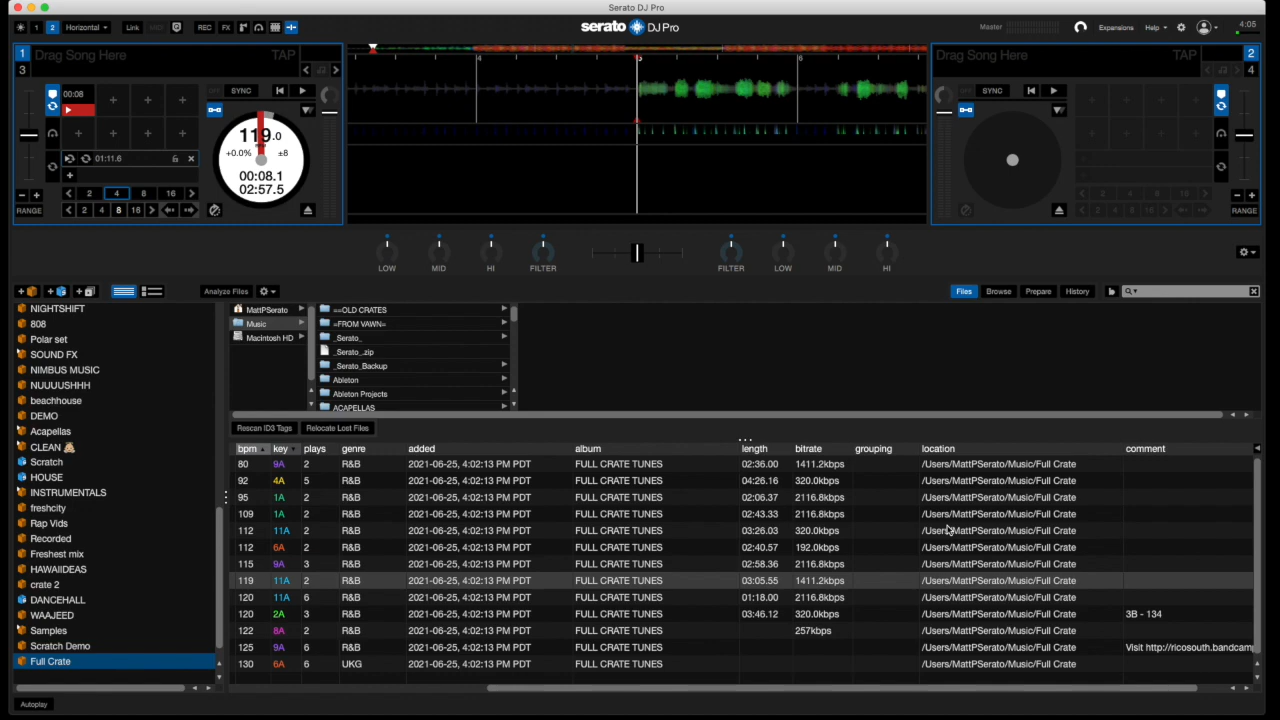 Serato DJ Pro
1 2 Horizontal Link MIDI REC FX serato DJ Pro Master Expansions Help 4:05
1 Drag Song Here TAP
3
00:08
SYNC
119.0
+0.0% ±8
00:08.1
02:57.5
01:11.6
2 4 8 16
2 4 8 16
RANGE
4 5 6
Drag Song Here TAP 2
4
OFF SYNC
2 4 8 16
2 4 8 16
RANGE
LOW MID HI FILTER FILTER LOW MID HI
Analyze Files Files Browse Prepare History
NIGHTSHIFT
808
Polar set
SOUND FX
NIMBUS MUSIC
NUUUUSHHH
beachhouse
DEMO
Acapellas
CLEAN 💩
Scratch
HOUSE
INSTRUMENTALS
freshcity
Rap Vids
Recorded
Freshest mix
HAWAIIDEAS
crate 2
DANCEHALL
WAAJEED
Samples
Scratch Demo
Full Crate
MattPSerato
Music
Macintosh HD
==OLD CRATES
=FROM VAWN=
_Serato_
_Serato_.zip
_Serato_Backup
Ableton
Ableton Projects
ACAPELLAS
Rescan ID3 Tags Relocate Lost Files
bpm key plays genre added album length bitrate grouping location comment
80 9A 2 R&B 2021-06-25, 4:02:13 PM PDT FULL CRATE TUNES 02:36.00 1411.2kbps /Users/MattPSerato/Music/Full Crate
92 4A 5 R&B 2021-06-25, 4:02:13 PM PDT FULL CRATE TUNES 04:26.16 320.0kbps /Users/MattPSerato/Music/Full Crate
95 1A 2 R&B 2021-06-25, 4:02:13 PM PDT FULL CRATE TUNES 02:06.37 2116.8kbps /Users/MattPSerato/Music/Full Crate
109 1A 2 R&B 2021-06-25, 4:02:13 PM PDT FULL CRATE TUNES 02:43.33 2116.8kbps /Users/MattPSerato/Music/Full Crate
112 11A 2 R&B 2021-06-25, 4:02:13 PM PDT FULL CRATE TUNES 03:26.03 320.0kbps /Users/MattPSerato/Music/Full Crate
112 6A 2 R&B 2021-06-25, 4:02:13 PM PDT FULL CRATE TUNES 02:40.57 192.0kbps /Users/MattPSerato/Music/Full Crate
115 9A 3 R&B 2021-06-25, 4:02:13 PM PDT FULL CRATE TUNES 02:58.36 2116.8kbps /Users/MattPSerato/Music/Full Crate
119 11A 2 R&B 2021-06-25, 4:02:13 PM PDT FULL CRATE TUNES 03:05.55 1411.2kbps /Users/MattPSerato/Music/Full Crate
120 11A 6 R&B 2021-06-25, 4:02:13 PM PDT FULL CRATE TUNES 01:18.00 2116.8kbps /Users/MattPSerato/Music/Full Crate
120 2A 3 R&B 2021-06-25, 4:02:13 PM PDT FULL CRATE TUNES 03:46.12 320.0kbps /Users/MattPSerato/Music/Full Crate 3B - 134
122 8A 2 R&B 2021-06-25, 4:02:13 PM PDT FULL CRATE TUNES 257kbps /Users/MattPSerato/Music/Full Crate
125 9A 6 R&B 2021-06-25, 4:02:13 PM PDT FULL CRATE TUNES /Users/MattPSerato/Music/Full Crate Visit http://ricosouth.bandcam
130 6A 6 UKG 2021-06-25, 4:02:13 PM PDT FULL CRATE TUNES /Users/MattPSerato/Music/Full Crate
Autoplay